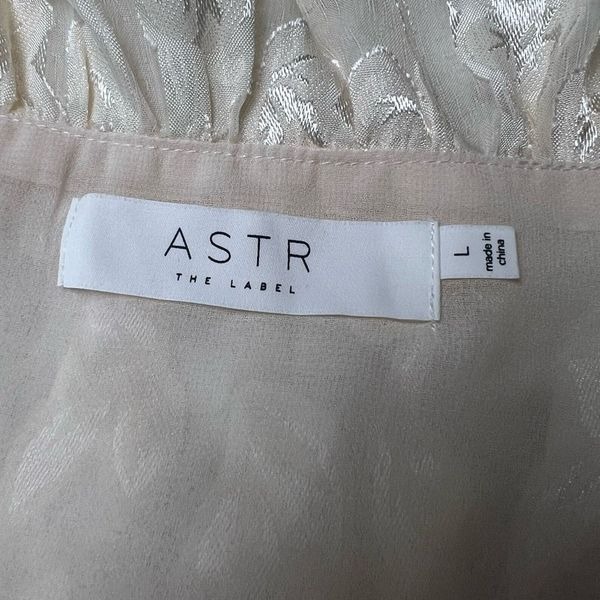 ASTR
THE LABEL
L
made in
china